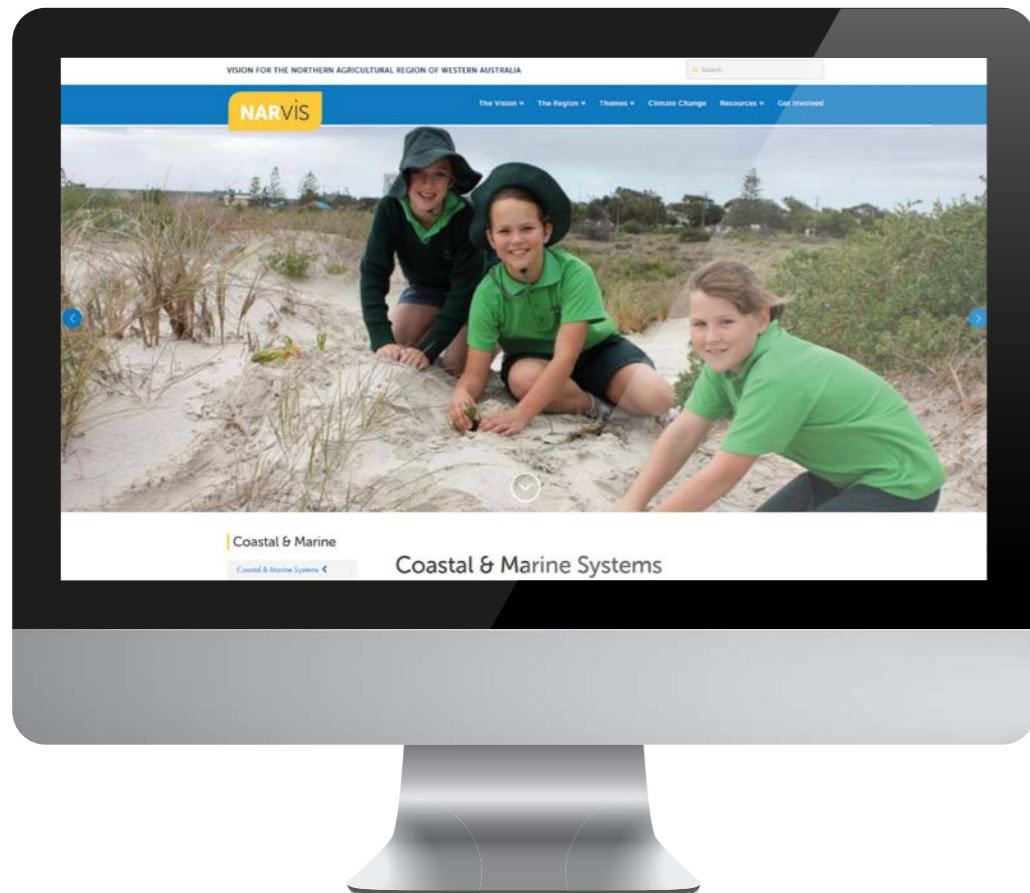 VISION FOR THE NORTHERN AGRICULTURAL REGION OF WESTERN AUSTRALIA
Search
NARVİS
The Vision The Region Themes Climate Change Resources Get Involved
Coastal & Marine
Coastal & Marine Systems
Coastal & Marine Systems